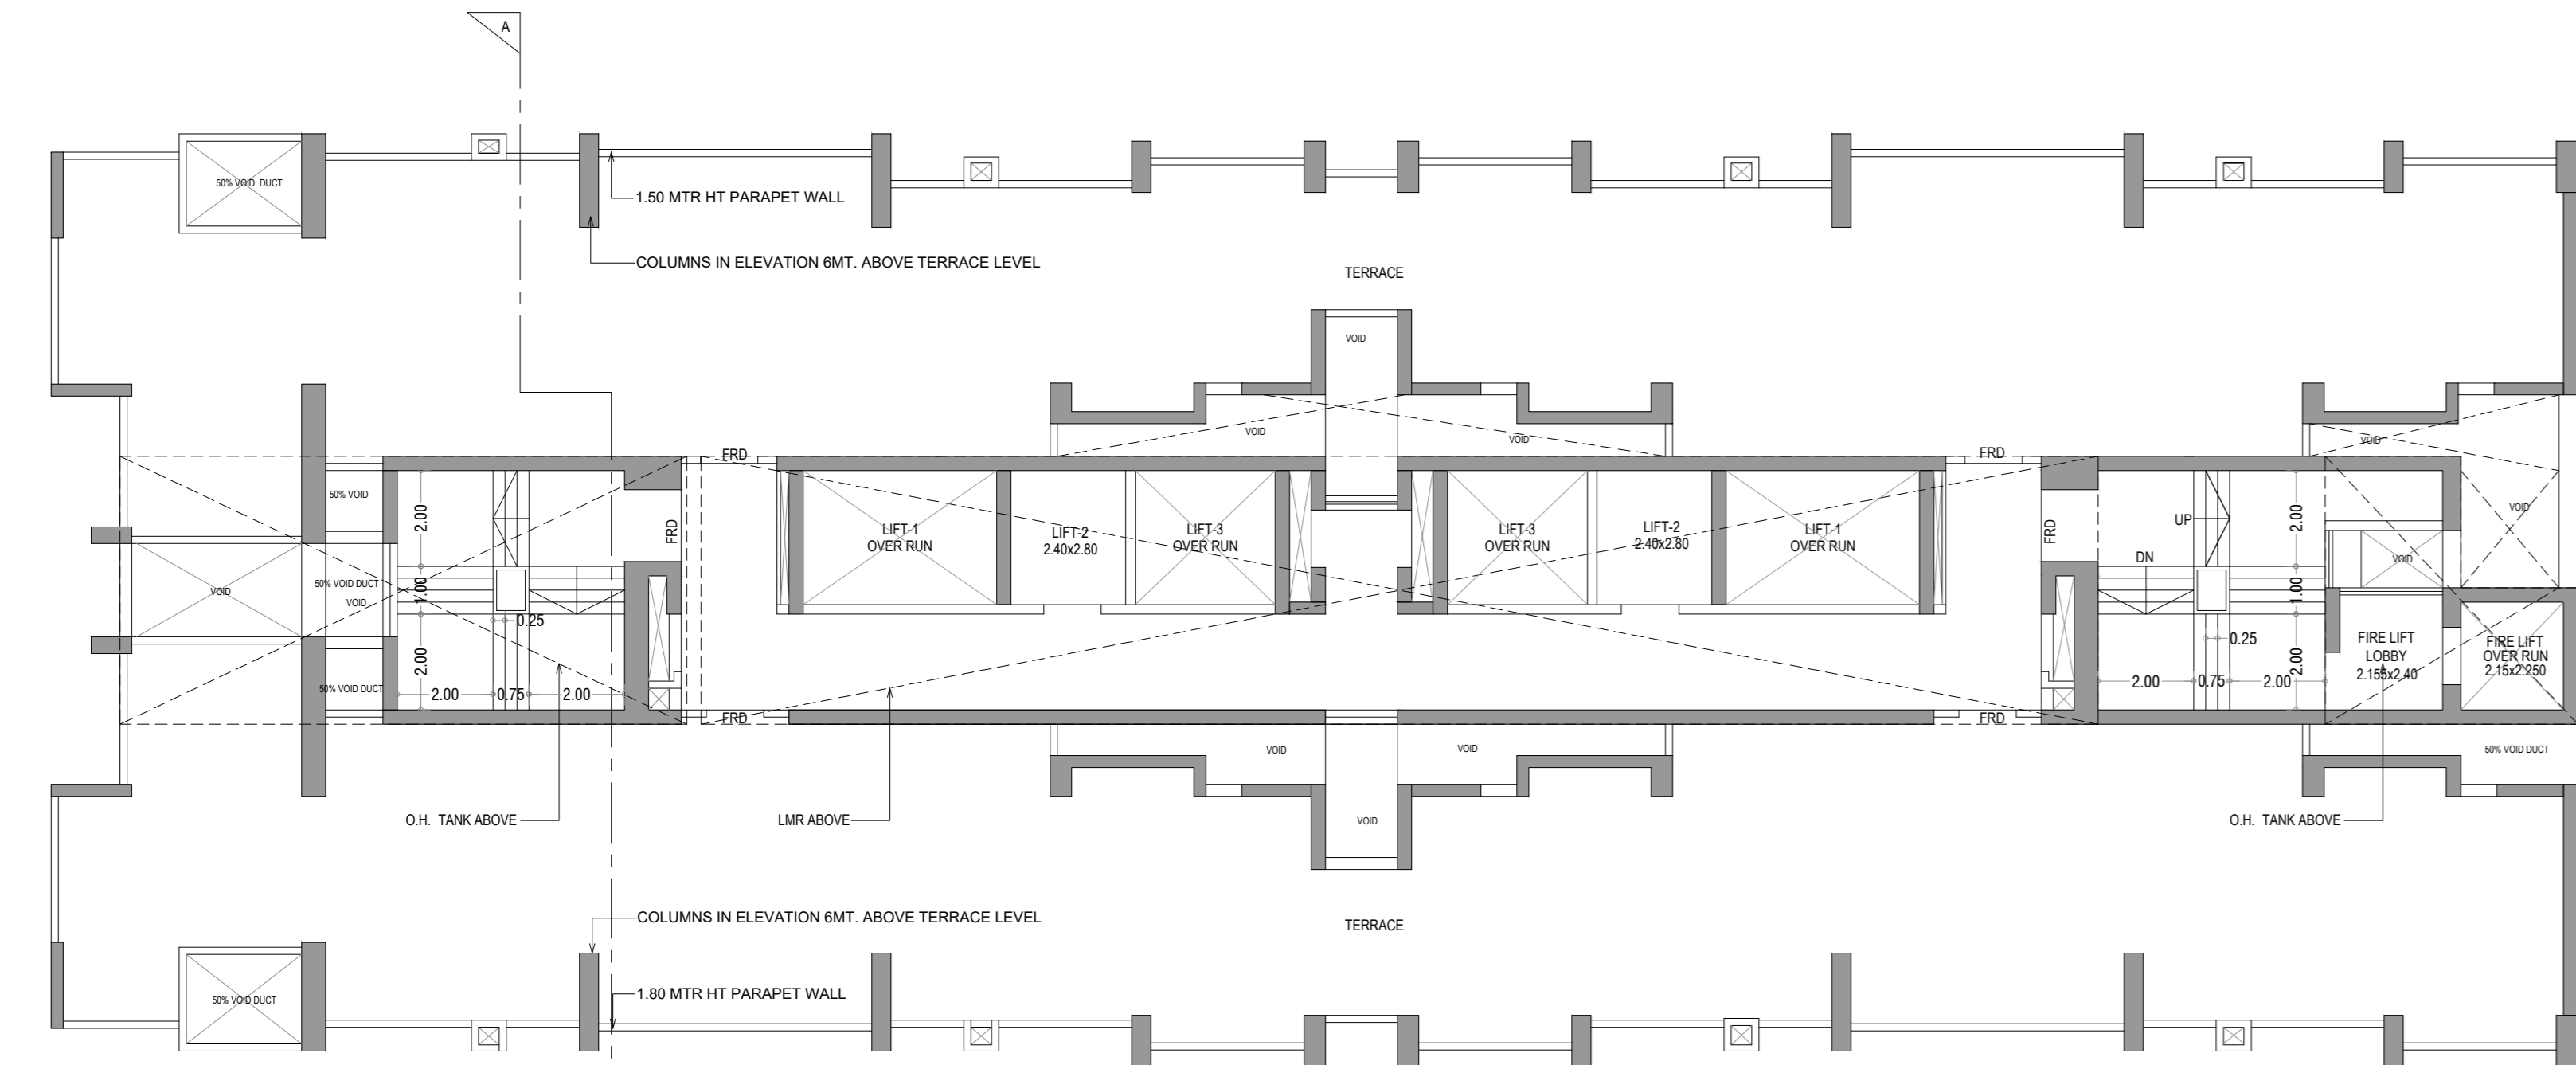 A
50% VOID DUCT
1.50 MTR HT PARAPET WALL
COLUMNS IN ELEVATION 6MT. ABOVE TERRACE LEVEL
TERRACE
VOID
VOID
VOID
VOID
FRD
FRD
50% VOID
2.00
FRD
LIFT-1
OVER RUN
LIFT-2
2.40x2.80
LIFT-3
OVER RUN
LIFT-3
OVER RUN
LIFT-2
2.40x2.80
LIFT-1
OVER RUN
FRD
UP
2.00
VOID
DN
VOID
VOID
50% VOID DUCT
VOID
1.00
0.25
2.00
50% VOID DUCT
2.00
0.75
2.00
1.00
0.25
2.00
2.00
0.75
2.00
FIRE LIFT
LOBBY
2.155x2.40
FIRE LIFT
OVER RUN
2.15x2.250
FRD
FRD
VOID
VOID
50% VOID DUCT
O.H. TANK ABOVE
LMR ABOVE
VOID
O.H. TANK ABOVE
COLUMNS IN ELEVATION 6MT. ABOVE TERRACE LEVEL
TERRACE
50% VOID DUCT
1.80 MTR HT PARAPET WALL